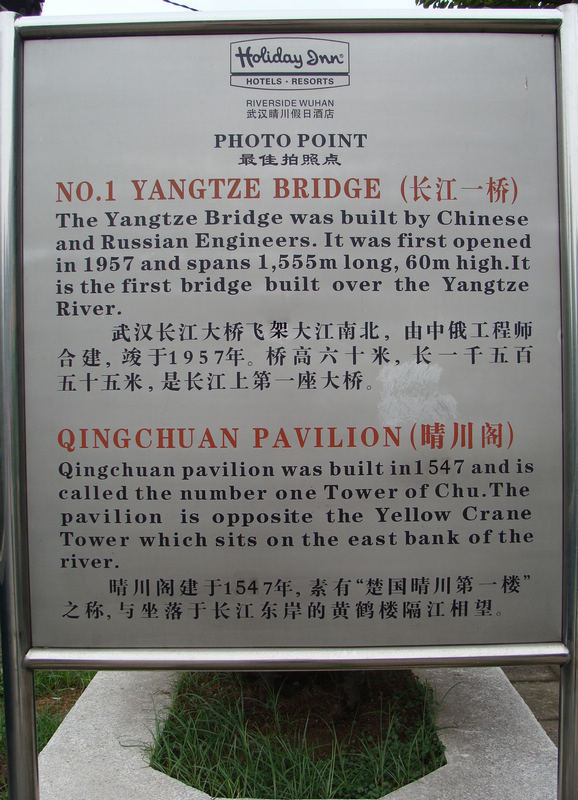 Holiday Inn®
HOTELS · RESORTS
RIVERSIDE WUHAN
武汉晴川假日酒店
PHOTO POINT
最佳拍照点
NO.1 YANGTZE BRIDGE (长江一桥)
The Yangtze Bridge was built by Chinese
and Russian Engineers. It was first opened
in 1957 and spans 1,555m long, 60m high.It
is the first bridge built over the Yangtze
River.
武汉长江大桥飞架大江南北, 由中俄工程师
合建, 竣于1957年。桥高六十米, 长一千五百
五十五米, 是长江上第一座大桥。
QINGCHUAN PAVILION(晴川阁)
Qingchuan pavilion was built in1547 and is
called the number one Tower of Chu.The
pavilion is opposite the Yellow Crane
Tower which sits on the east bank of the
river.
晴川阁建于1547年, 素有“楚国晴川第一楼”
之称, 与坐落于长江东岸的黄鹤楼隔江相望。